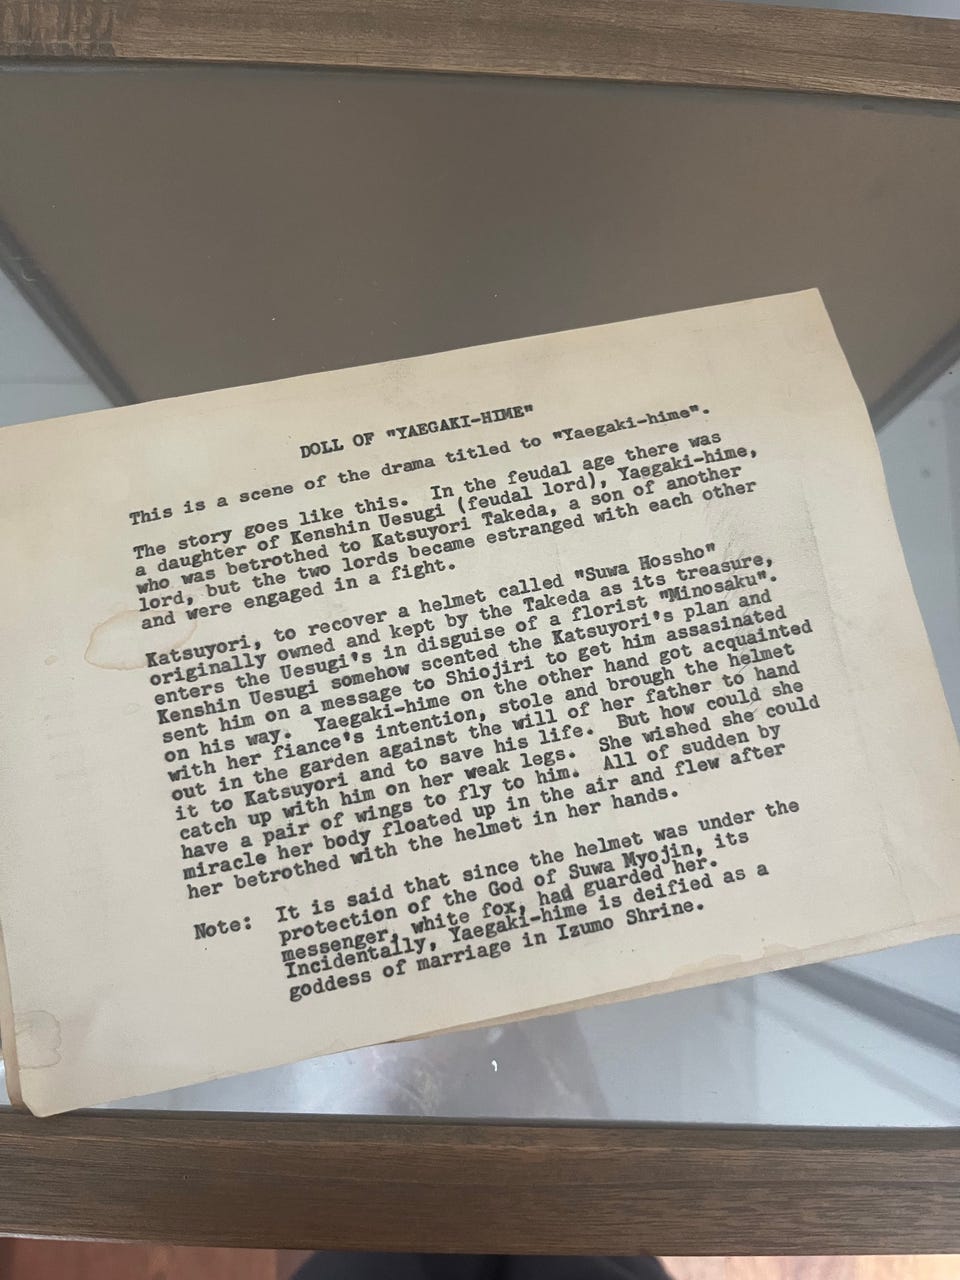 DOLL OF "YAEGAKI-HIME"
This is a scene of the drama titled to "Yaegaki-hime".
The story goes like this. In the feudal age there was
a daughter of Kenshin Uesugi (feudal lord), Yaegaki-hime,
who was betrothed to Katsuyori Takeda, a son of another
lord, but the two lords became estranged with each other
and were engaged in a fight.
Katsuyori, to recover a helmet called "Suwa Hossho"
originally owned and kept by the Takeda as its treasure,
enters the Uesugi's in disguise of a florist "Minosaku".
Kenshin Uesugi somehow scented the Katsuyori's plan and
sent him on a message to Shiojiri to get him assasinated
on his way. Yaegaki-hime on the other hand got acquainted
with her fiance's intention, stole and brough the helmet
out in the garden against the will of her father to hand
it to Katsuyori and to save his life. But how could she
catch up with him on her weak legs. She wished she could
have a pair of wings to fly to him. All of sudden by
miracle her body floated up in the air and flew after
her betrothed with the helmet in her hands.
Note: It is said that since the helmet was under the
protection of the God of Suwa Myojin, its
messenger, white fox, had guarded her.
Incidentally, Yaegaki-hime is deified as a
goddess of marriage in Izumo Shrine.